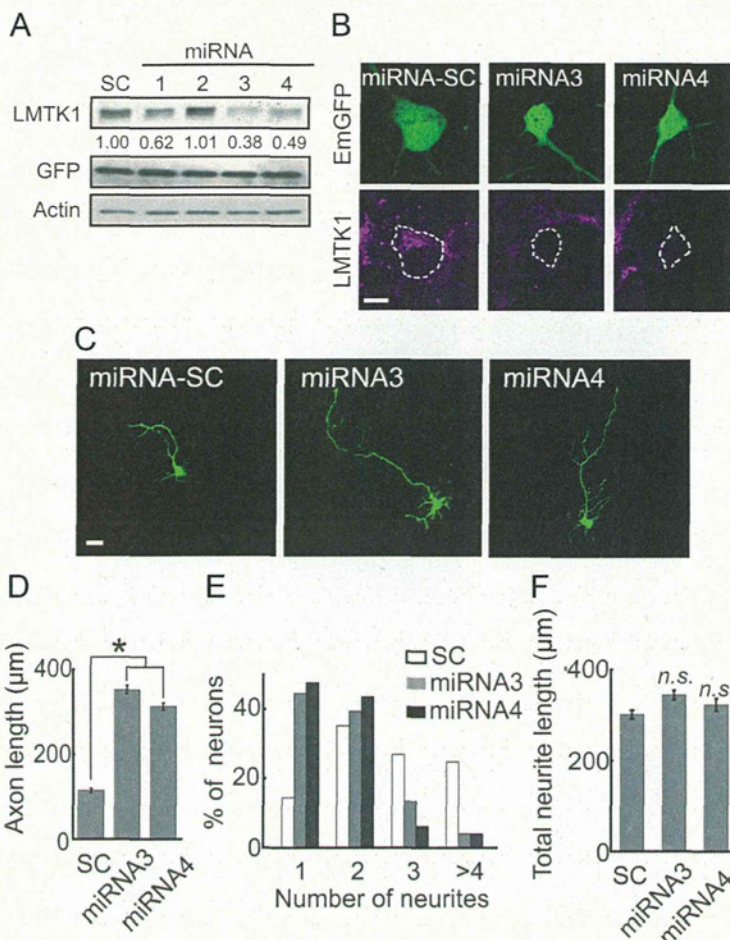 A
miRNA
SC 1 2 3 4
LMTK1
1.00 0.62 1.01 0.38 0.49
GFP
Actin
B
miRNA-SC miRNA3 miRNA4
EmGFP
LMTK1
C
miRNA-SC miRNA3 miRNA4
D
*
Axon length (µm)
400
200
0
SC miRNA3 miRNA4
E
SC
miRNA3
miRNA4
% of neurons
40
20
0
1 2 3 >4
Number of neurites
F
n.s. n.s
Total neurite length (µm)
400
200
0
SC miRNA3 miRNA4